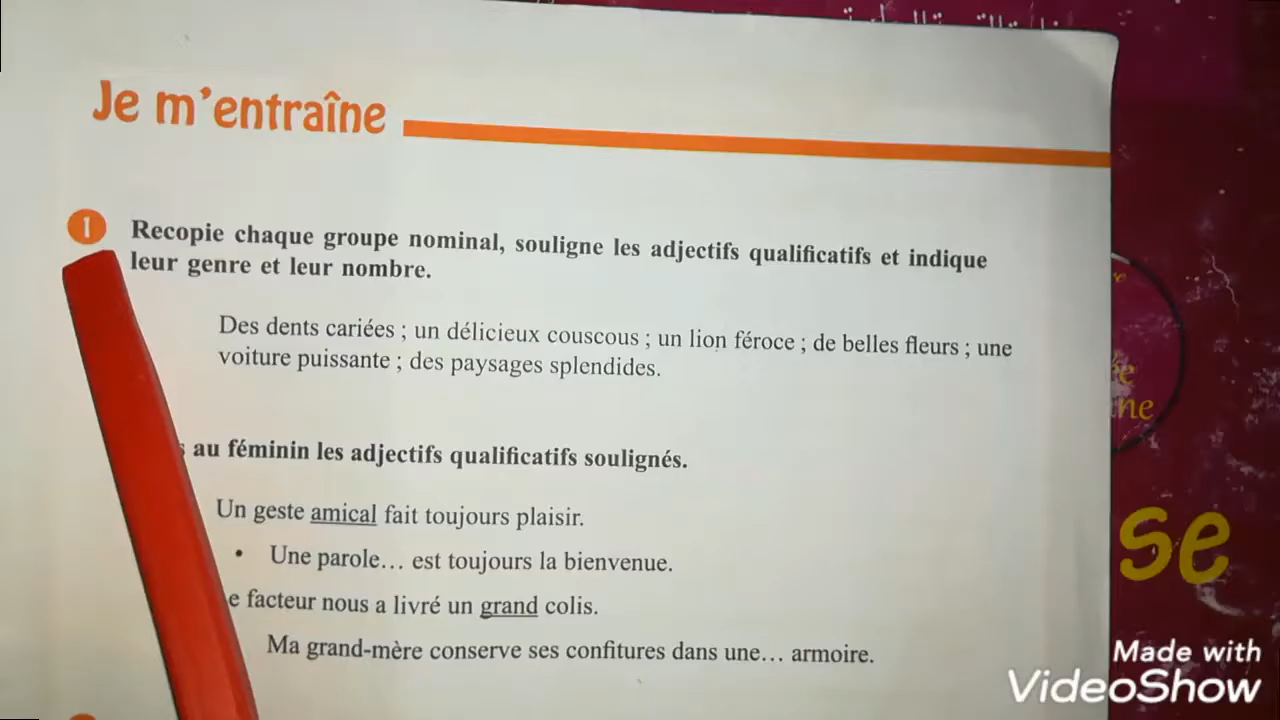 Je m'entraîne
1 Recopie chaque groupe nominal, souligne les adjectifs qualificatifs et indique
leur genre et leur nombre.
Des dents cariées ; un délicieux couscous ; un lion féroce ; de belles fleurs ; une
voiture puissante ; des paysages splendides.
au féminin les adjectifs qualificatifs soulignés.
Un geste amical fait toujours plaisir.
• Une parole... est toujours la bienvenue.
e facteur nous a livré un grand colis.
Ma grand-mère conserve ses confitures dans une... armoire.
ne
se
Made with
VideoShow